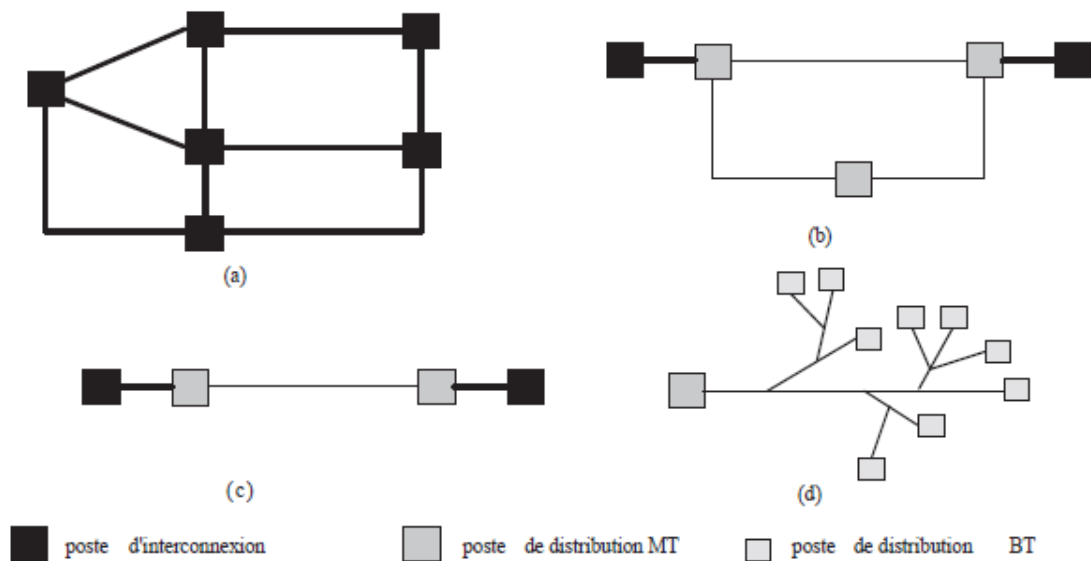 (a)
(b)
(c)
(d)
poste d'interconnexion
poste de distribution MT
poste de distribution BT